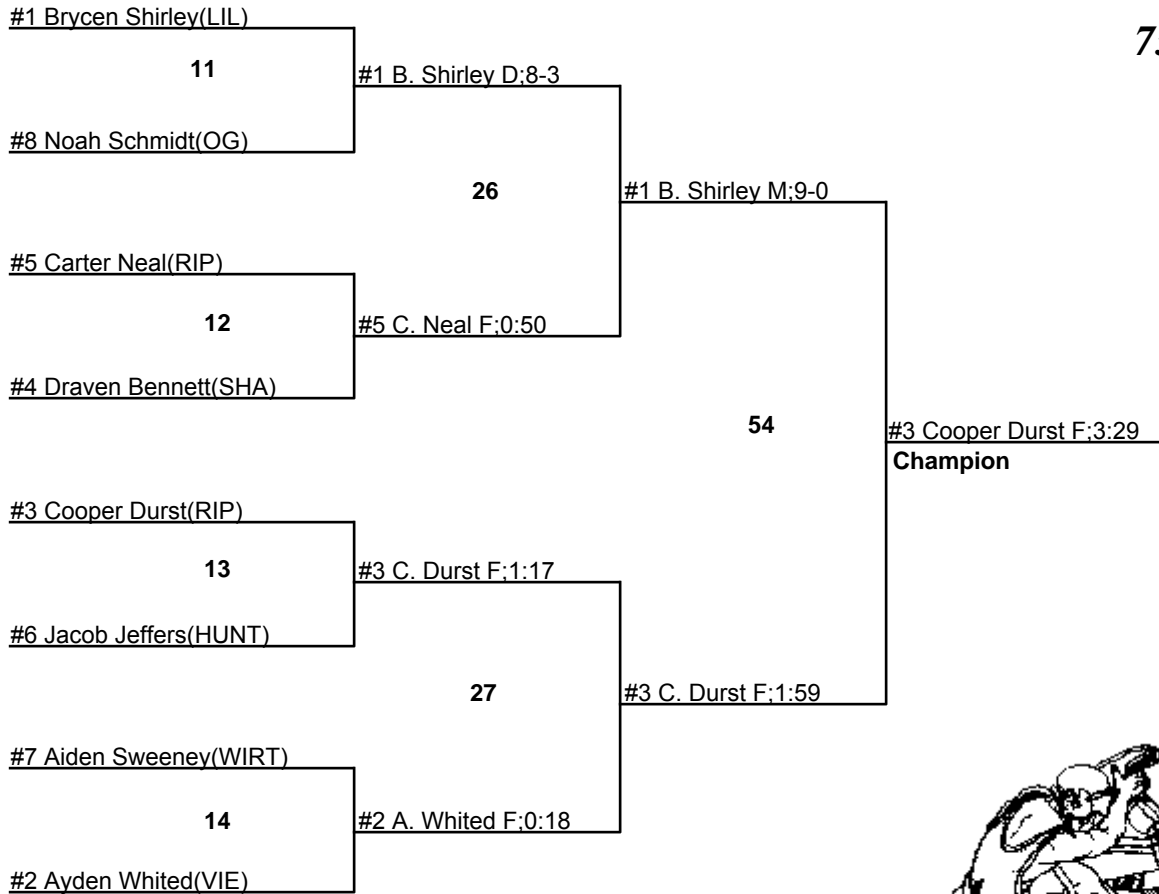 #1 Brycen Shirley(LIL)
11
#1 B. Shirley D;8-3
#8 Noah Schmidt(OG)
26
#1 B. Shirley M;9-0
#5 Carter Neal(RIP)
12
#5 C. Neal F;0:50
#4 Draven Bennett(SHA)
54
#3 Cooper Durst F;3:29
Champion
#3 Cooper Durst(RIP)
13
#3 C. Durst F;1:17
#6 Jacob Jeffers(HUNT)
27
#3 C. Durst F;1:59
#7 Aiden Sweeney(WIRT)
14
#2 A. Whited F;0:18
#2 Ayden Whited(VIE)